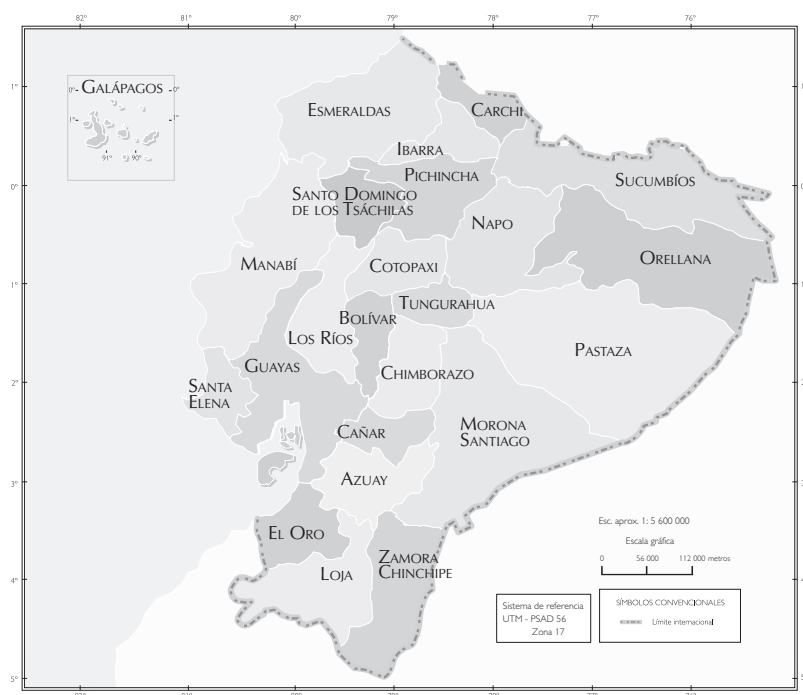 82° 81° 80° 79° 78° 77° 76°
GALÁPAGOS
0° 0°
1° 1°
91° 90°
1°
0°
1°
2°
3°
4°
5°
ESMERALDAS
CARCHI
IBARRA
PICHINCHA
SUCUMBÍOS
SANTO DOMINGO
DE LOS TSÁCHILAS
NAPO
ORELLANA
MANABÍ
COTOPAXI
TUNGURAHUA
BOLÍVAR
LOS RÍOS
PASTAZA
GUAYAS
CHIMBORAZO
SANTA
ELENA
MORONA
SANTIAGO
CAÑAR
AZUAY
EL ORO
ZAMORA
CHINCHIPE
LOJA
Esc. aprox. 1: 5 600 000
Escala gráfica
0 56 000 112 000 metros
Sistema de referencia
UTM - PSAD 56
Zona 17
SÍMBOLOS CONVENCIONALES
Límite internacional